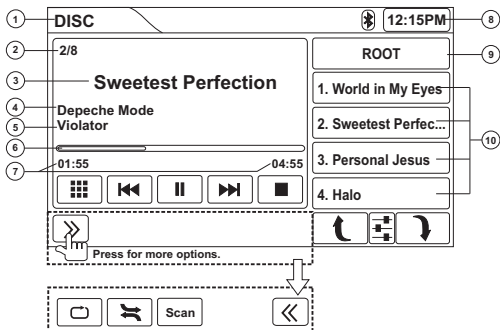 1 DISC 12:15PM 8
2 2/8 ROOT 9
3 Sweetest Perfection 1. World in My Eyes
4 Depeche Mode 2. Sweetest Perfec... 10
5 Violator
6 3. Personal Jesus
7 01:55 04:55
4. Halo
Press for more options.
Scan